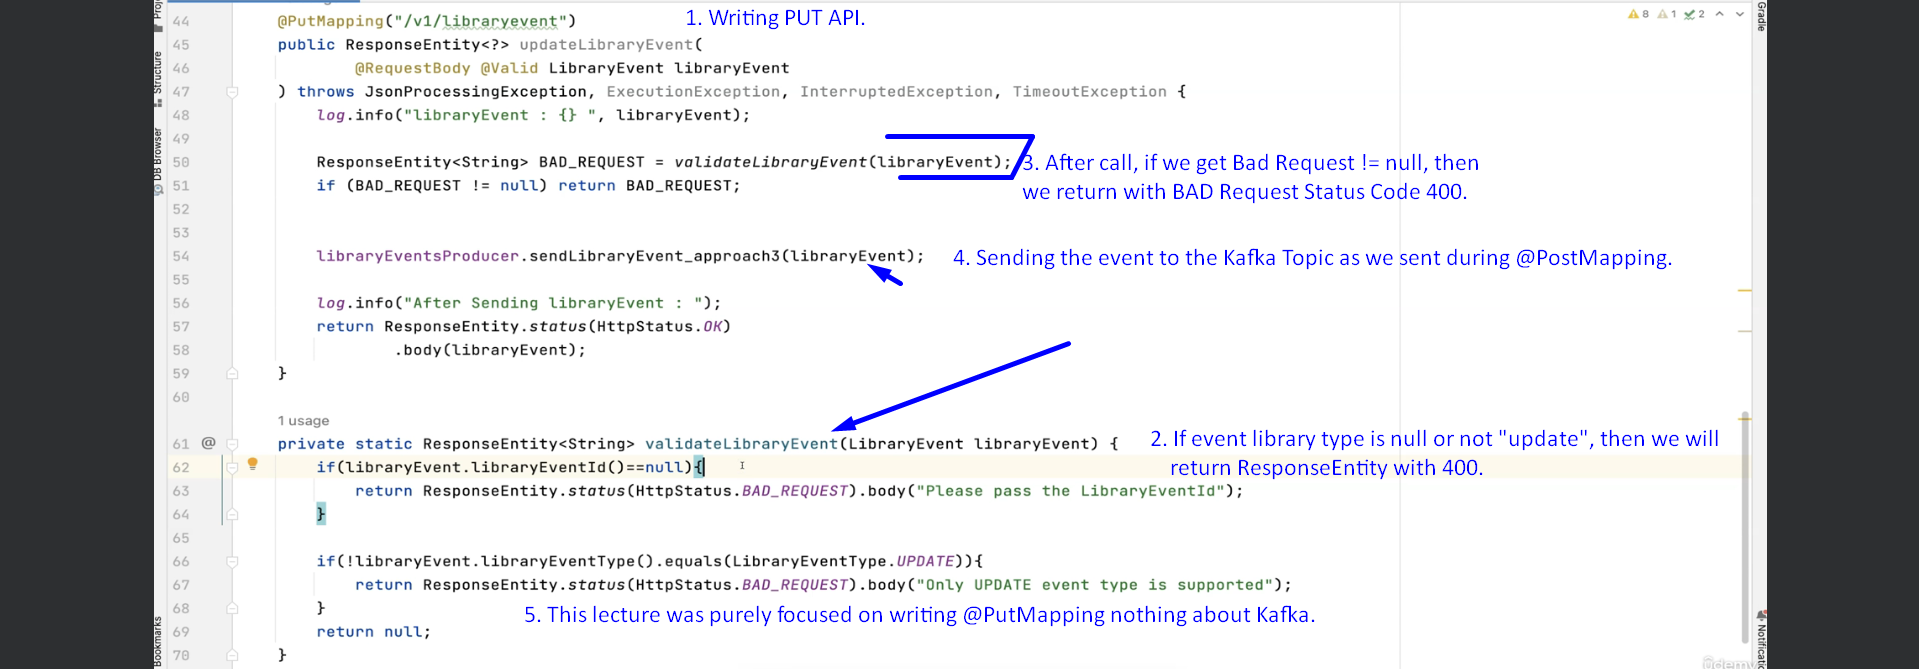 44 @PutMapping("/v1/libraryevent") 1. Writing PUT API.
8 1 2
45 public ResponseEntity<?> updateLibraryEvent(
46 @RequestBody @Valid LibraryEvent libraryEvent
47 ) throws JsonProcessingException, ExecutionException, InterruptedException, TimeoutException {
48 log.info("libraryEvent : {} ", libraryEvent);
49
50 ResponseEntity<String> BAD_REQUEST = validateLibraryEvent(libraryEvent); 3. After call, if we get Bad Request != null, then
51 if (BAD_REQUEST != null) return BAD_REQUEST; we return with BAD Request Status Code 400.
52
53
54 libraryEventsProducer.sendLibraryEvent_approach3(libraryEvent); 4. Sending the event to the Kafka Topic as we sent during @PostMapping.
55
56 log.info("After Sending libraryEvent : ");
57 return ResponseEntity.status(HttpStatus.OK)
58 .body(libraryEvent);
59 }
60
1 usage
61 @ private static ResponseEntity<String> validateLibraryEvent(LibraryEvent libraryEvent) { 2. If event library type is null or not "update", then we will
62 if(libraryEvent.libraryEventId()==null){ return ResponseEntity with 400.
63 return ResponseEntity.status(HttpStatus.BAD_REQUEST).body("Please pass the LibraryEventId");
64 }
65
66 if(!libraryEvent.libraryEventType().equals(LibraryEventType.UPDATE)){
67 return ResponseEntity.status(HttpStatus.BAD_REQUEST).body("Only UPDATE event type is supported");
68 } 5. This lecture was purely focused on writing @PutMapping nothing about Kafka.
69 return null;
70 }
Structure
DB Browser
Bookmarks
Gradle
udemy